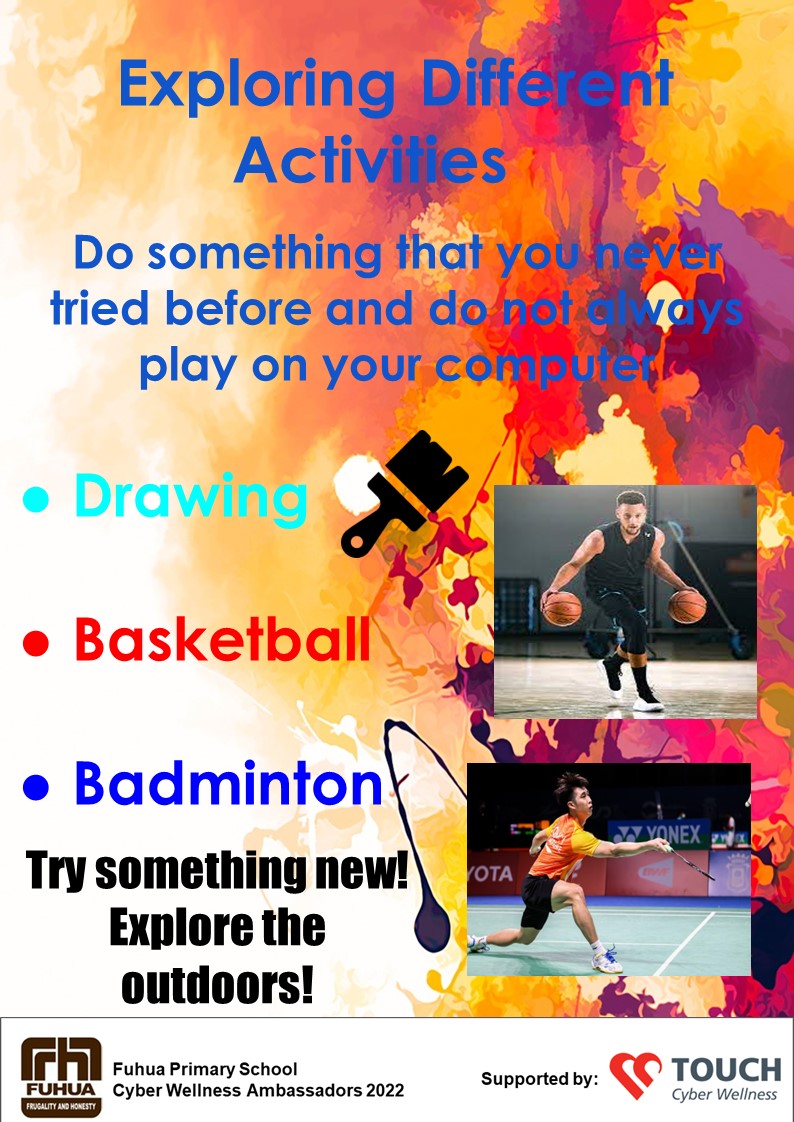 Exploring Different
Activities
Do something that you never
tried before and do not always
play on your computer
● Drawing
● Basketball
● Badminton
YONEX
YOTA
Try something new!
Explore the
outdoors!
FUHUA
FRUGALITY AND HONESTY
Fuhua Primary School
Cyber Wellness Ambassadors 2022
Supported by:
TOUCH
Cyber Wellness